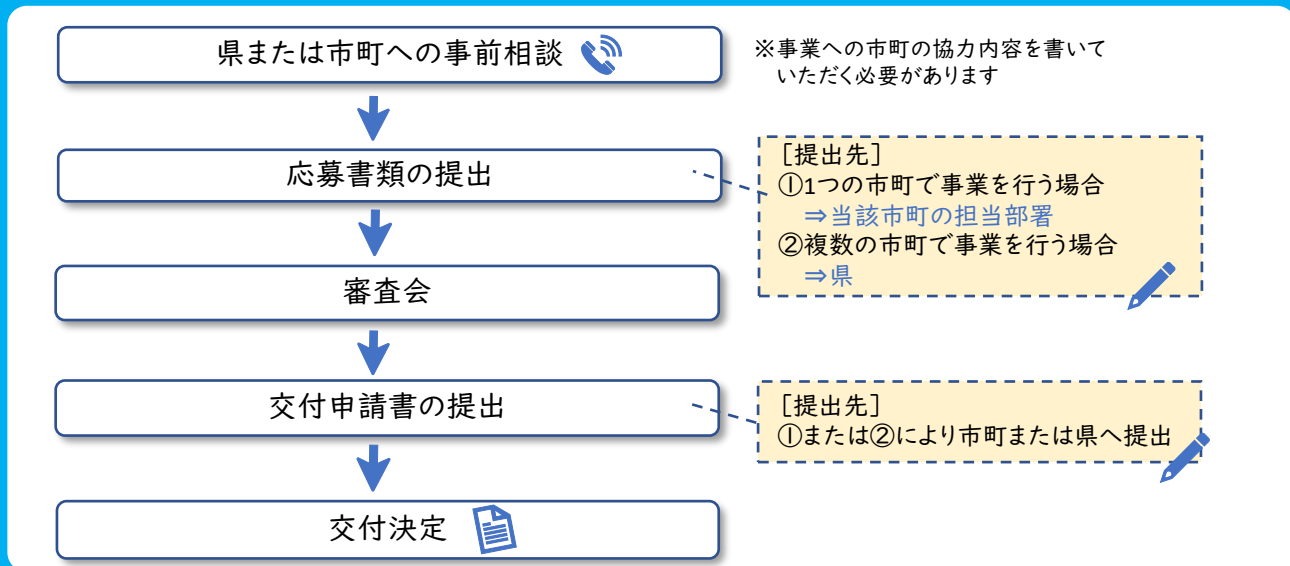 県または市町への事前相談
※事業への市町の協力内容を書いて
いただく必要があります
応募書類の提出
[提出先]
①1つの市町で事業を行う場合
⇒当該市町の担当部署
②複数の市町で事業を行う場合
⇒県
審査会
交付申請書の提出
[提出先]
①または②により市町または県へ提出
交付決定